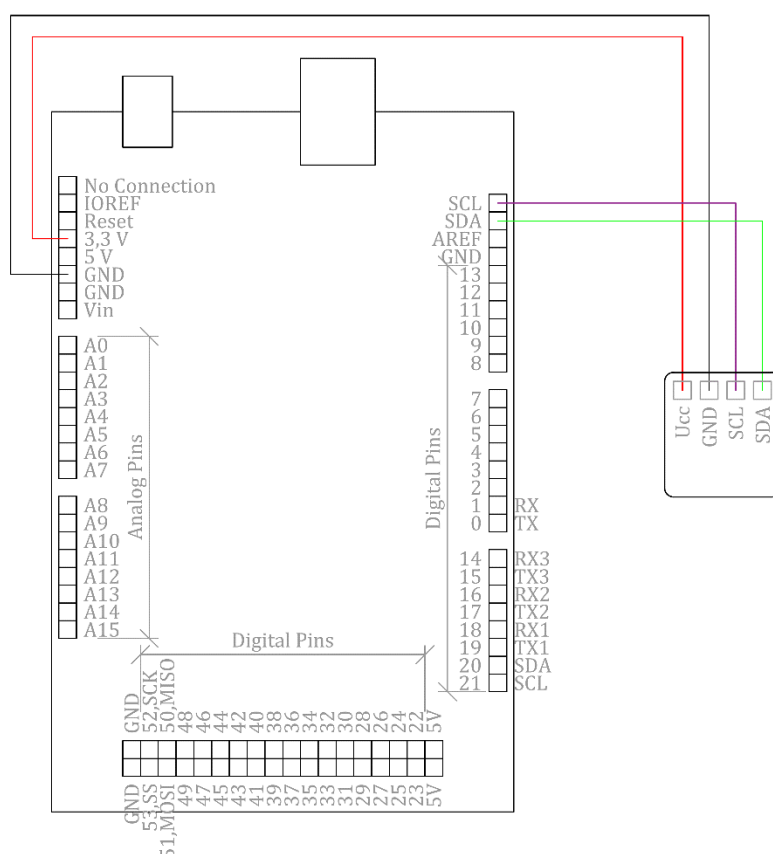 No Connection
IOREF
Reset
3,3 V
5 V
GND
GND
Vin
A0
A1
A2
A3
A4
A5
A6
A7
A8
A9
A10
A11
A12
A13
A14
A15
Analog Pins
SCL
SDA
AREF
GND
13
12
11
10
9
8
7
6
5
4
3
2
1 RX
0 TX
14 RX3
15 TX3
16 RX2
17 TX2
18 RX1
19 TX1
20 SDA
21 SCL
Digital Pins
Ucc
GND
SCL
SDA
Digital Pins
GND
52,SCK
50,MISO
48
46
44
42
40
38
36
34
32
30
28
26
24
22
5V
GND
53,SS
51,MOSI
49
47
45
43
41
39
37
35
33
31
29
27
25
23
5V